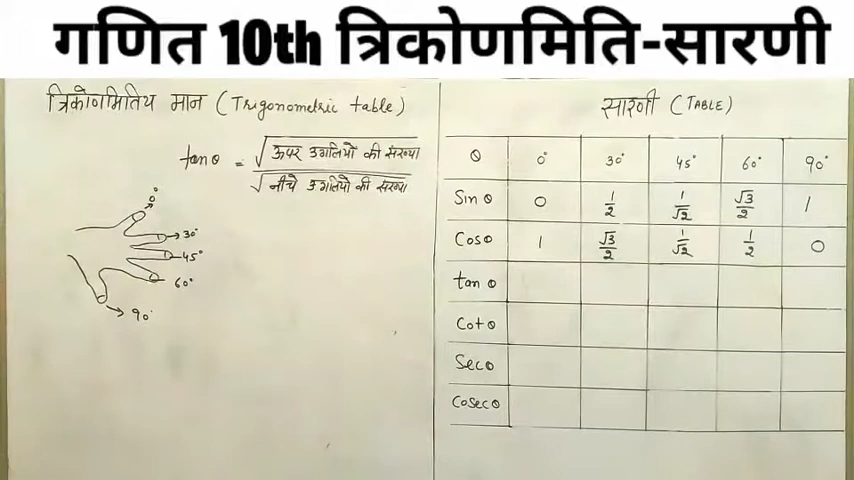 गणित 10th त्रिकोणमिति-सारणी
त्रिकोणमितिय मान (Trigonometric table)
tanθ = √ऊपर उगलियो की संख्या
√नीचे उगलियो की संख्या
0°
30°
45°
60°
90°
सारणी (TABLE)
θ 0° 30° 45° 60° 90°
Sinθ 0 1/2 1/√2 √3/2 1
Cosθ 1 √3/2 1/√2 1/2 0
tanθ
Cotθ
Secθ
Cosecθ